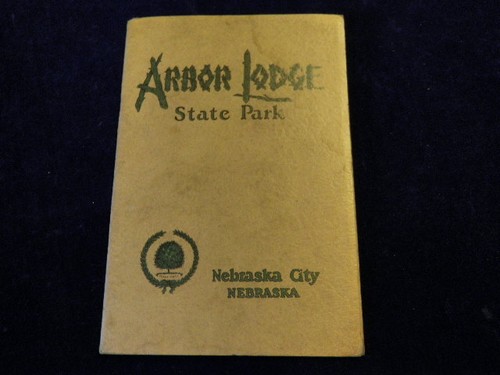 ARBOR LODGE
State Park
Nebraska City
NEBRASKA